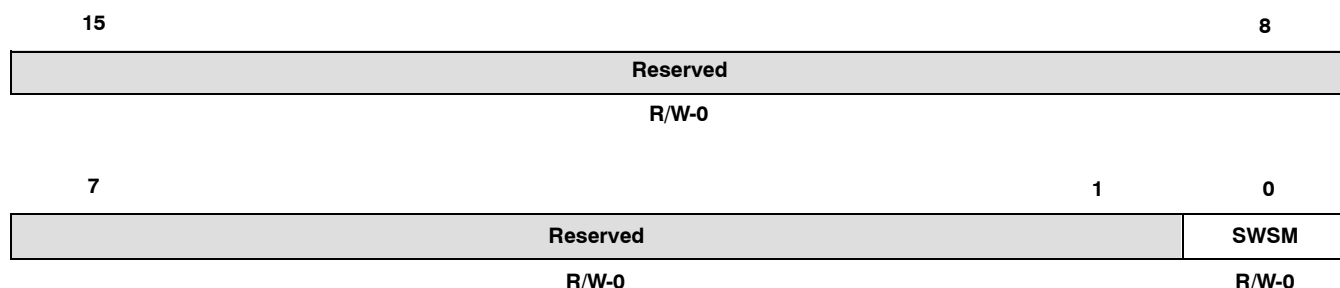 15 8
Reserved
R/W-0
7 1 0
Reserved SWSM
R/W-0 R/W-0